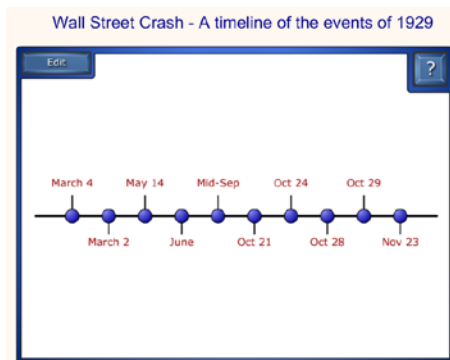 Wall Street Crash - A timeline of the events of 1929
Edit
?
March 4 May 14 Mid-Sep Oct 24 Oct 29
March 2 June Oct 21 Oct 28 Nov 23